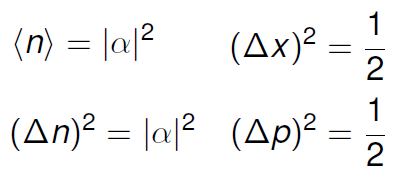 ⟨n⟩ = |α|² (Δx)² = 1/2
(Δn)² = |α|² (Δp)² = 1/2